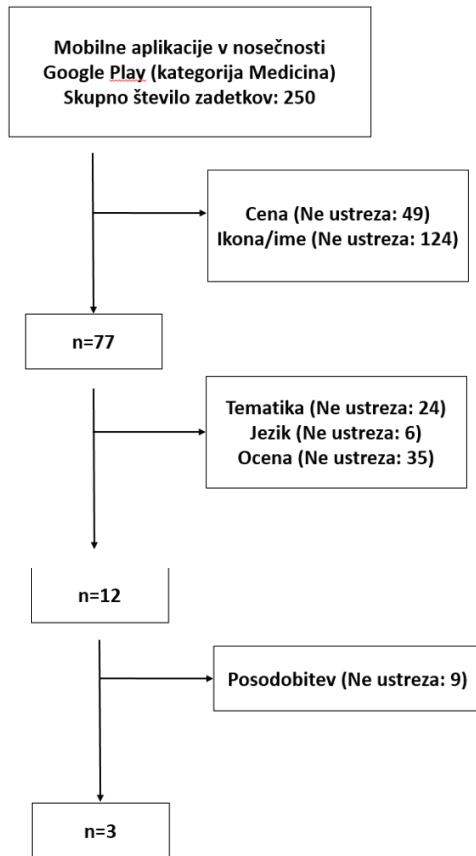 Mobilne aplikacije v nosečnosti
Google Play (kategorija Medicina)
Skupno število zadetkov: 250
Cena (Ne ustreza: 49)
Ikona/ime (Ne ustreza: 124)
n=77
Tematika (Ne ustreza: 24)
Jezik (Ne ustreza: 6)
Ocena (Ne ustreza: 35)
n=12
Posodobitev (Ne ustreza: 9)
n=3